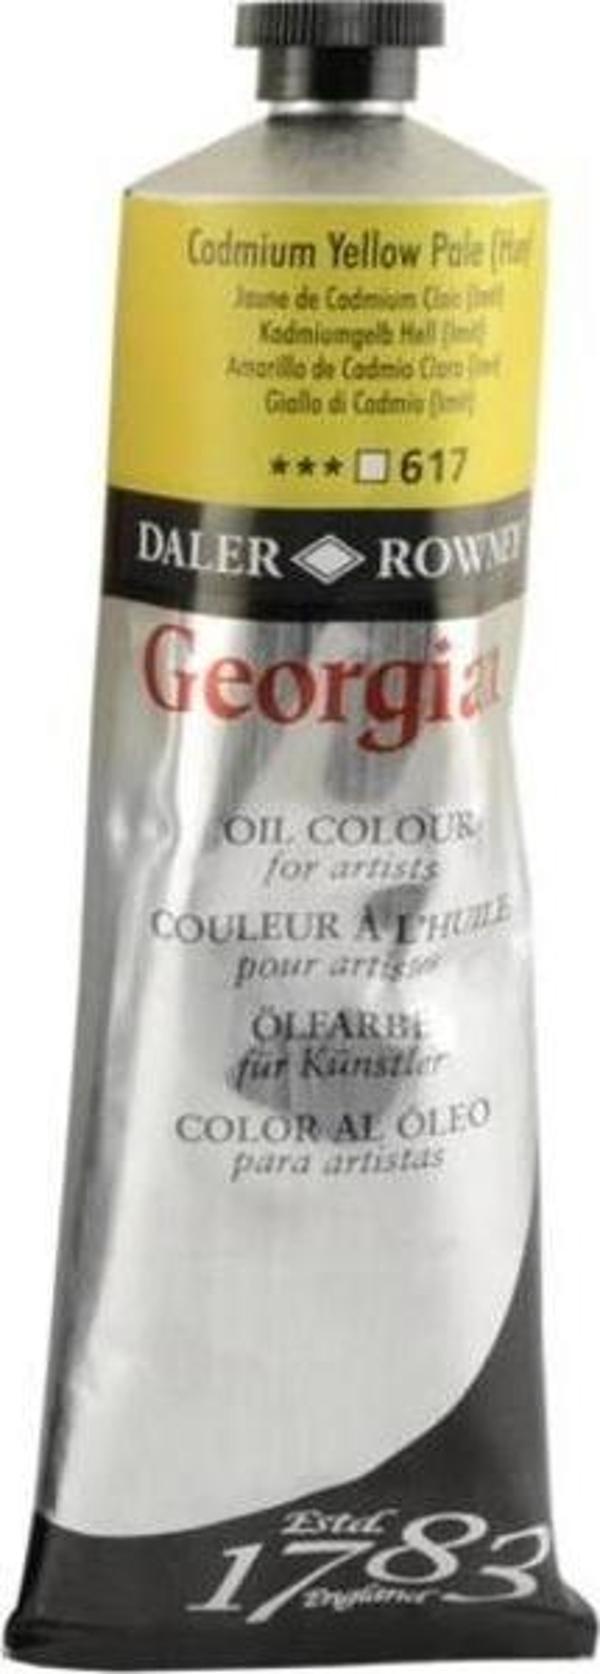 Cadmium Yellow Pale (Hue)
Jaune de Cadmium Clair (Imit)
Kadmiumgelb Hell (Imit)
Amarillo de Cadmio Claro (Imit)
Giallo di Cadmio (Imit)
★★★ □ 617
DALER ROWNEY
Georgian
OIL COLOUR
for artists
COULEUR À L'HUILE
pour artistes
ÖLFARBE
für Künstler
COLOR AL ÓLEO
para artistas
Estd.
1783
England